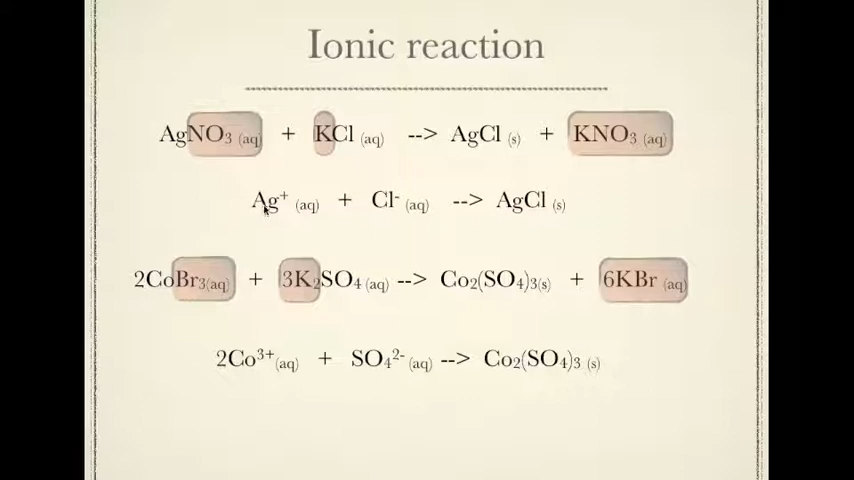 Ionic reaction
AgNO₃ (aq) + KCl (aq) --> AgCl (s) + KNO₃ (aq)
Ag⁺ (aq) + Cl⁻ (aq) --> AgCl (s)
2CoBr₃(aq) + 3K₂SO₄ (aq) --> Co₂(SO₄)₃(s) + 6KBr (aq)
2Co³⁺(aq) + SO₄²⁻ (aq) --> Co₂(SO₄)₃ (s)